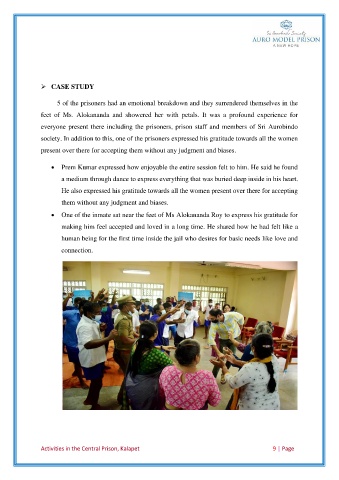 Sri Aurobindo Society
AURO MODEL PRISON
A NEW HOPE
➤ CASE STUDY
5 of the prisoners had an emotional breakdown and they surrendered themselves in the
feet of Ms. Alokananda and showered her with petals. It was a profound experience for
everyone present there including the prisoners, prison staff and members of Sri Aurobindo
society. In addition to this, one of the prisoners expressed his gratitude towards all the women
present over there for accepting them without any judgment and biases.
• Prem Kumar expressed how enjoyable the entire session felt to him. He said he found
a medium through dance to express everything that was buried deep inside in his heart.
He also expressed his gratitude towards all the women present over there for accepting
them without any judgment and biases.
• One of the inmate sat near the feet of Ms Alokananda Roy to express his gratitude for
making him feel accepted and loved in a long time. He shared how he had felt like a
human being for the first time inside the jail who desires for basic needs like love and
connection.
Activities in the Central Prison, Kalapet 9 | Page